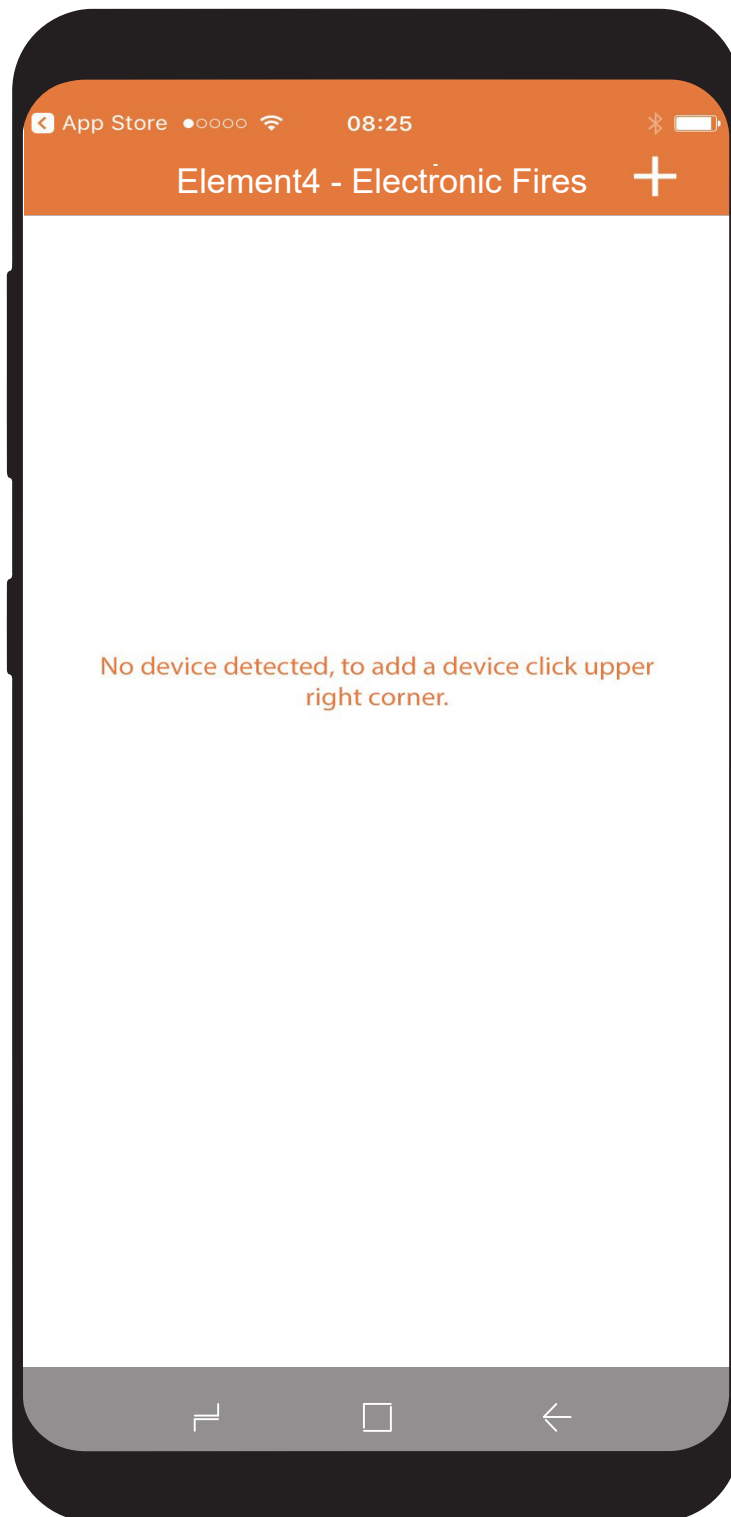 App Store 08:25
Element4 - Electronic Fires +
No device detected, to add a device click upper
right corner.